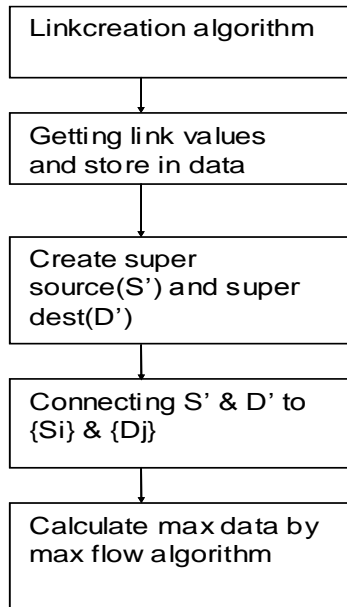 Linkcreation algorithm
Getting link values
and store in data
Create super
source(S’) and super
dest(D’)
Connecting S’ & D’ to
{Si} & {Dj}
Calculate max data by
max flow algorithm